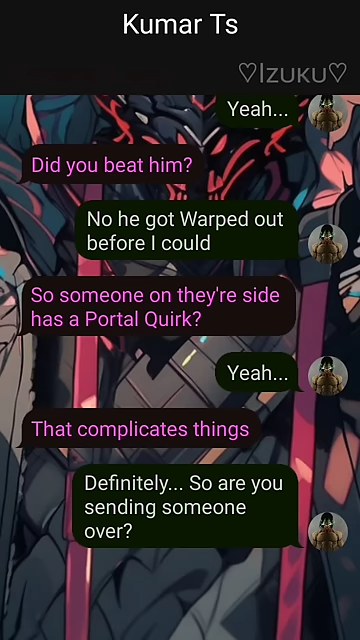 Kumar Ts
♡Izuku♡
Yeah...
Did you beat him?
No he got Warped out
before I could
So someone on they're side
has a Portal Quirk?
Yeah...
That complicates things
Definitely... So are you
sending someone
over?